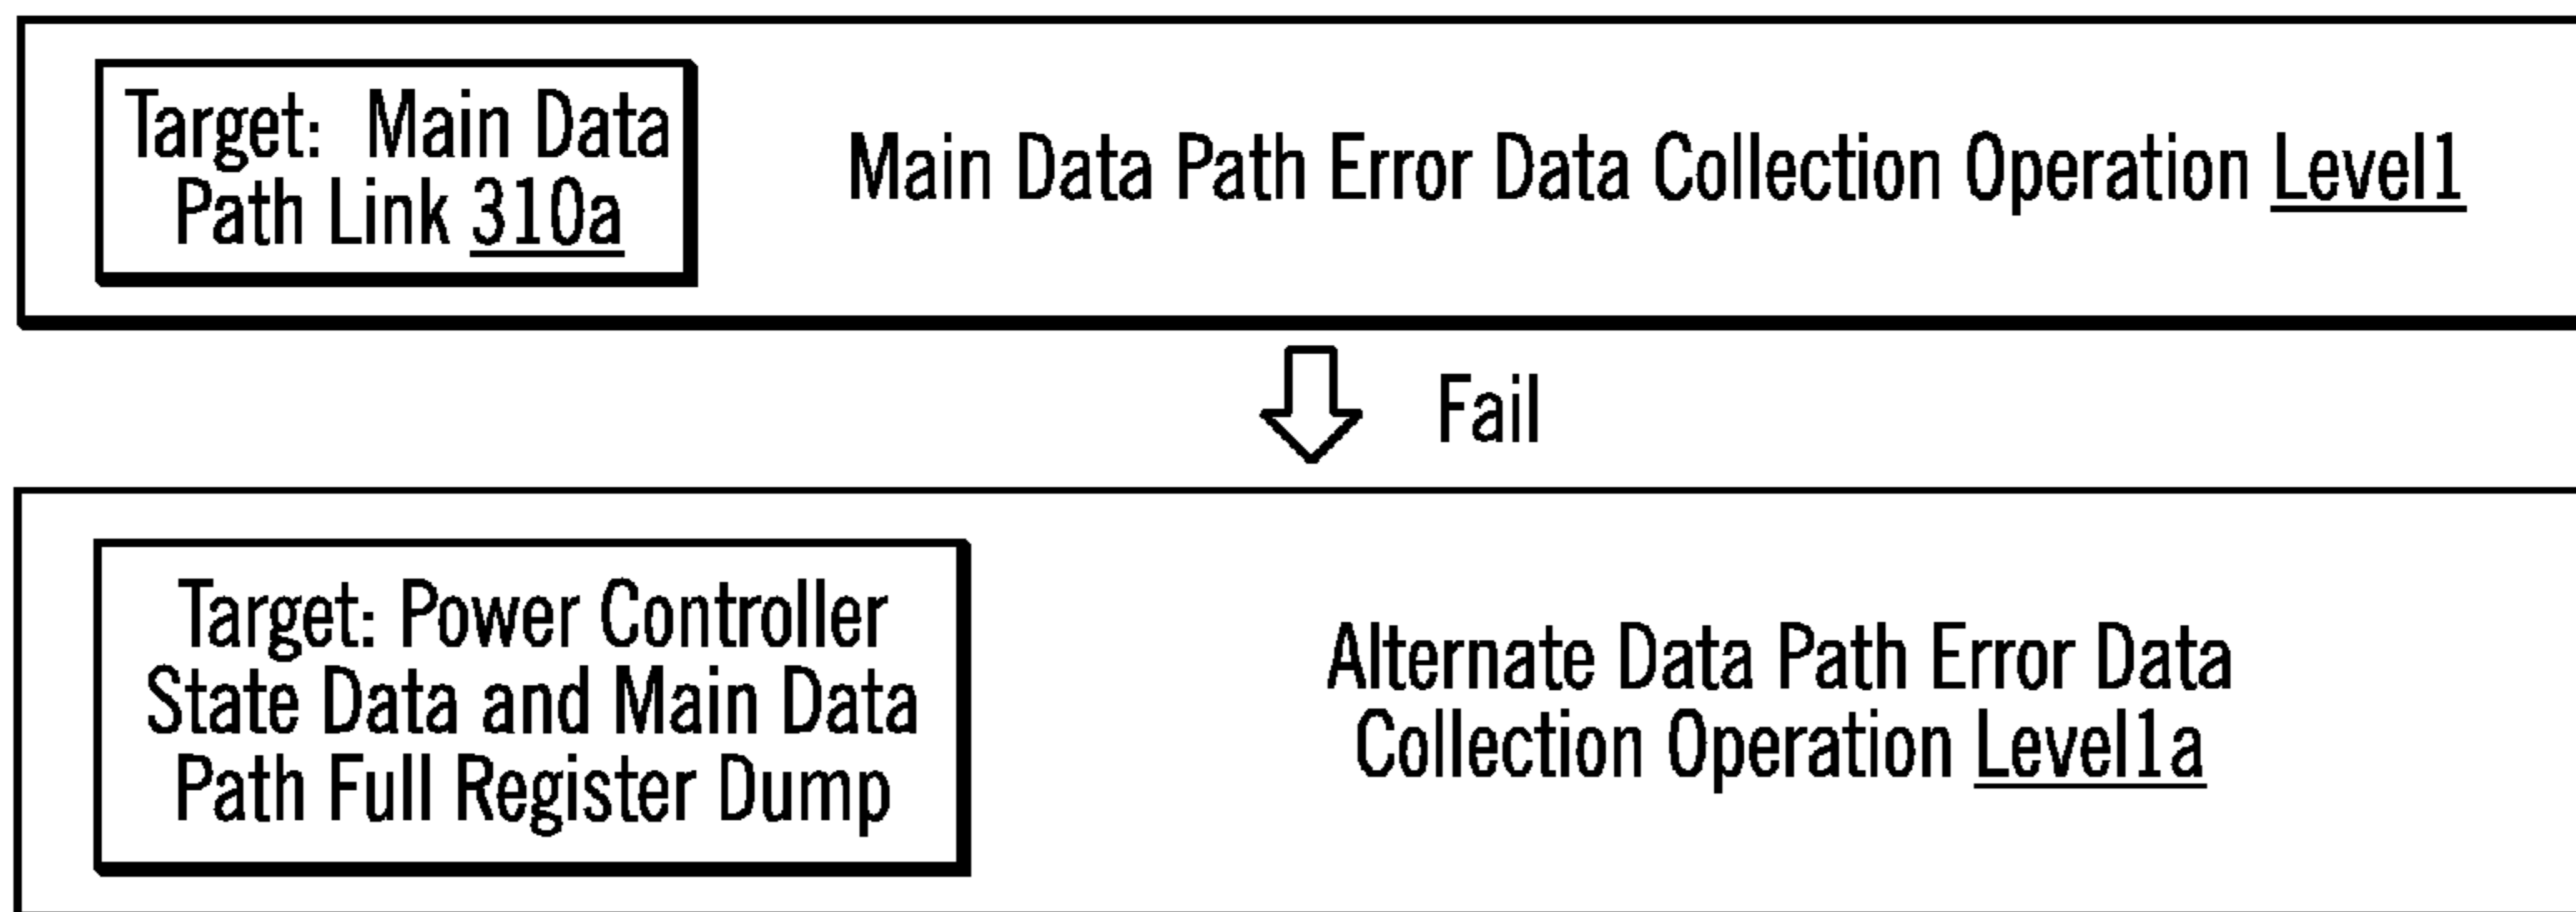 Target: Main Data
Path Link 310a
Main Data Path Error Data Collection Operation Level1
Fail
Target: Power Controller
State Data and Main Data
Path Full Register Dump
Alternate Data Path Error Data
Collection Operation Level1a